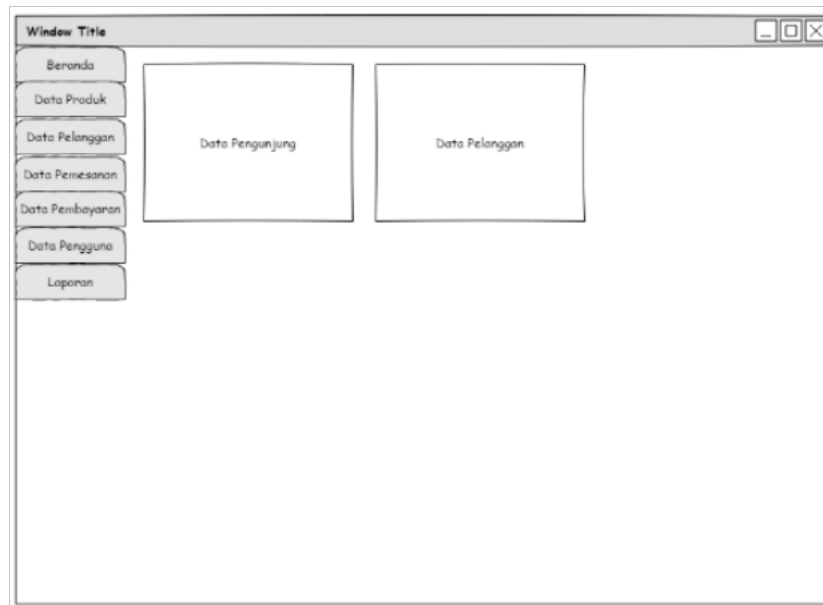 Window Title
Beranda
Data Produk
Data Pelanggan
Data Pemesanan
Data Pembayaran
Data Pengguna
Laporan
Data Pengunjung
Data Pelanggan